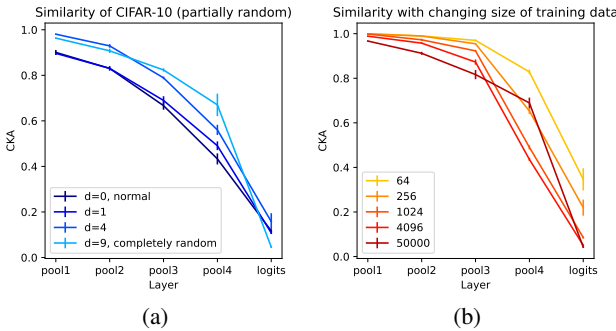 Similarity of CIFAR-10 (partially random)
1.0
0.8
0.6
0.4
0.2
0.0
CKA
d=0, normal
d=1
d=4
d=9, completely random
pool1 pool2 pool3 pool4 logits
Layer
(a)
Similarity with changing size of training data
1.0
0.8
0.6
0.4
0.2
0.0
CKA
64
256
1024
4096
50000
pool1 pool2 pool3 pool4 logits
Layer
(b)